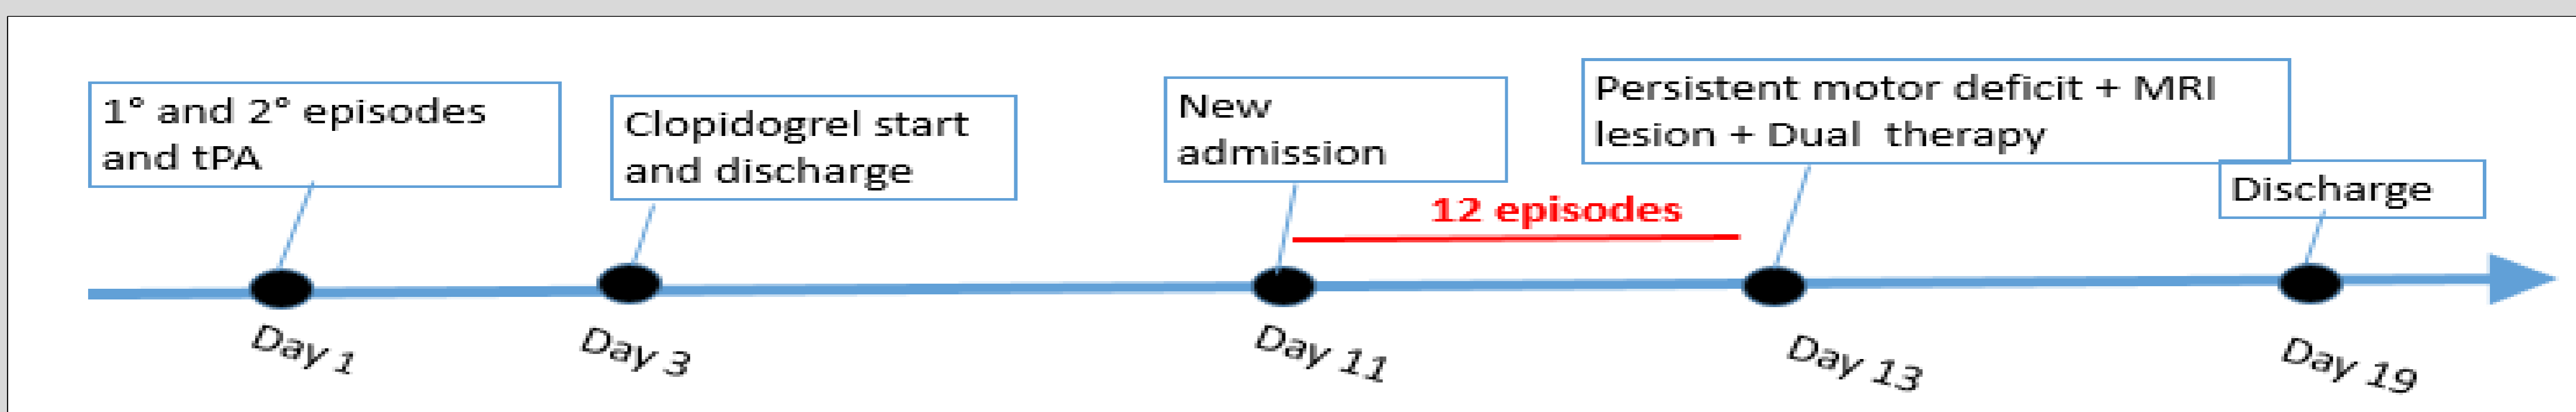 1° and 2° episodes
and tPA
Clopidogrel start
and discharge
New
admission
12 episodes
Persistent motor deficit + MRI
lesion + Dual therapy
Discharge
Day 1
Day 3
Day 11
Day 13
Day 19